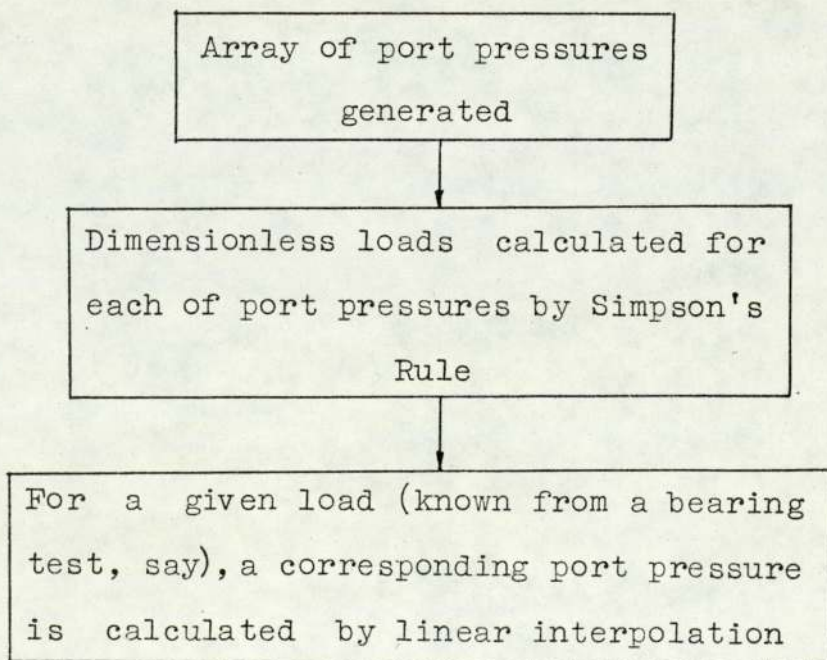 Array of port pressures
generated
Dimensionless loads calculated for
each of port pressures by Simpson's
Rule
For a given load (known from a bearing
test, say), a corresponding port pressure
is calculated by linear interpolation